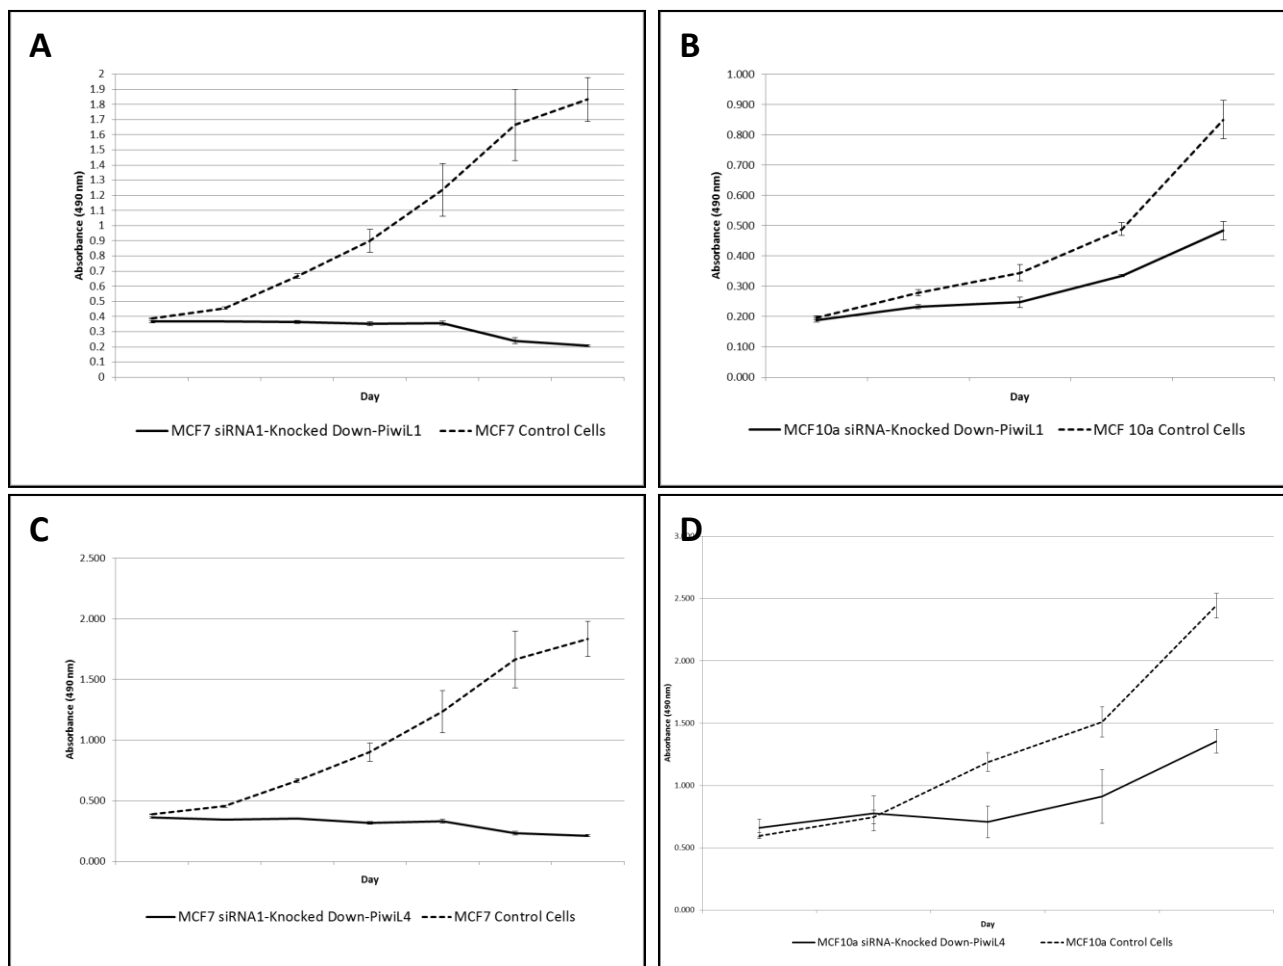 A
2
1.9
1.8
1.7
1.6
1.5
1.4
1.3
1.2
1.1
1
0.9
0.8
0.7
0.6
0.5
0.4
0.3
0.2
0.1
0
Absorbance (490 nm)
Day
MCF7 siRNA1-Knocked Down-PiwiL1 MCF7 Control Cells
B
1.000
0.900
0.800
0.700
0.600
0.500
0.400
0.300
0.200
0.100
0.000
Absorbance (490 nm)
Day
MCF10a siRNA-Knocked Down-PiwiL1 MCF 10a Control Cells
C
2.500
2.000
1.500
1.000
0.500
0.000
Absorbance (490 nm)
Day
MCF7 siRNA1-Knocked Down-PiwiL4 MCF7 Control Cells
D
3.000
2.500
2.000
1.500
1.000
0.500
0.000
Absorbance (490 nm)
Day
MCF10a siRNA-Knocked Down-PiwiL4 MCF10a Control Cells